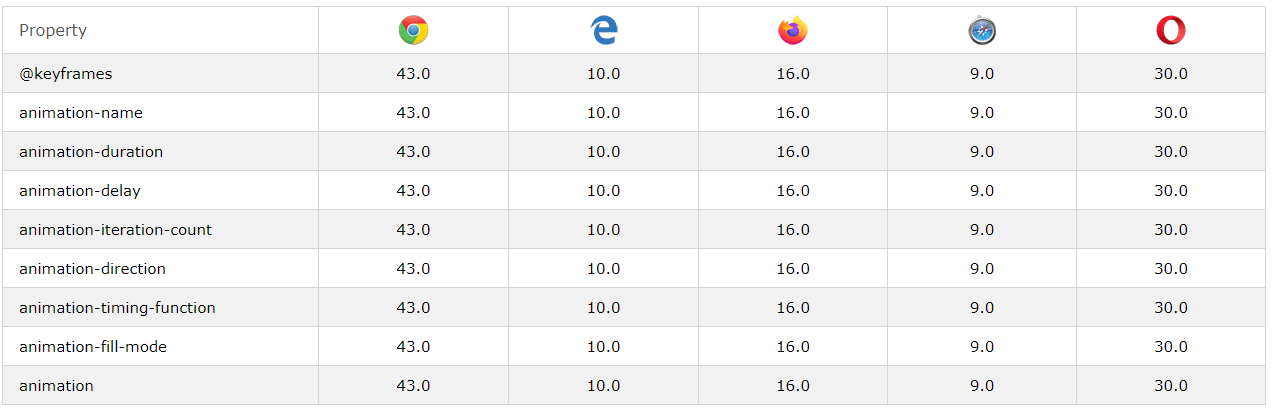 Property
@keyframes 43.0 10.0 16.0 9.0 30.0
animation-name 43.0 10.0 16.0 9.0 30.0
animation-duration 43.0 10.0 16.0 9.0 30.0
animation-delay 43.0 10.0 16.0 9.0 30.0
animation-iteration-count 43.0 10.0 16.0 9.0 30.0
animation-direction 43.0 10.0 16.0 9.0 30.0
animation-timing-function 43.0 10.0 16.0 9.0 30.0
animation-fill-mode 43.0 10.0 16.0 9.0 30.0
animation 43.0 10.0 16.0 9.0 30.0